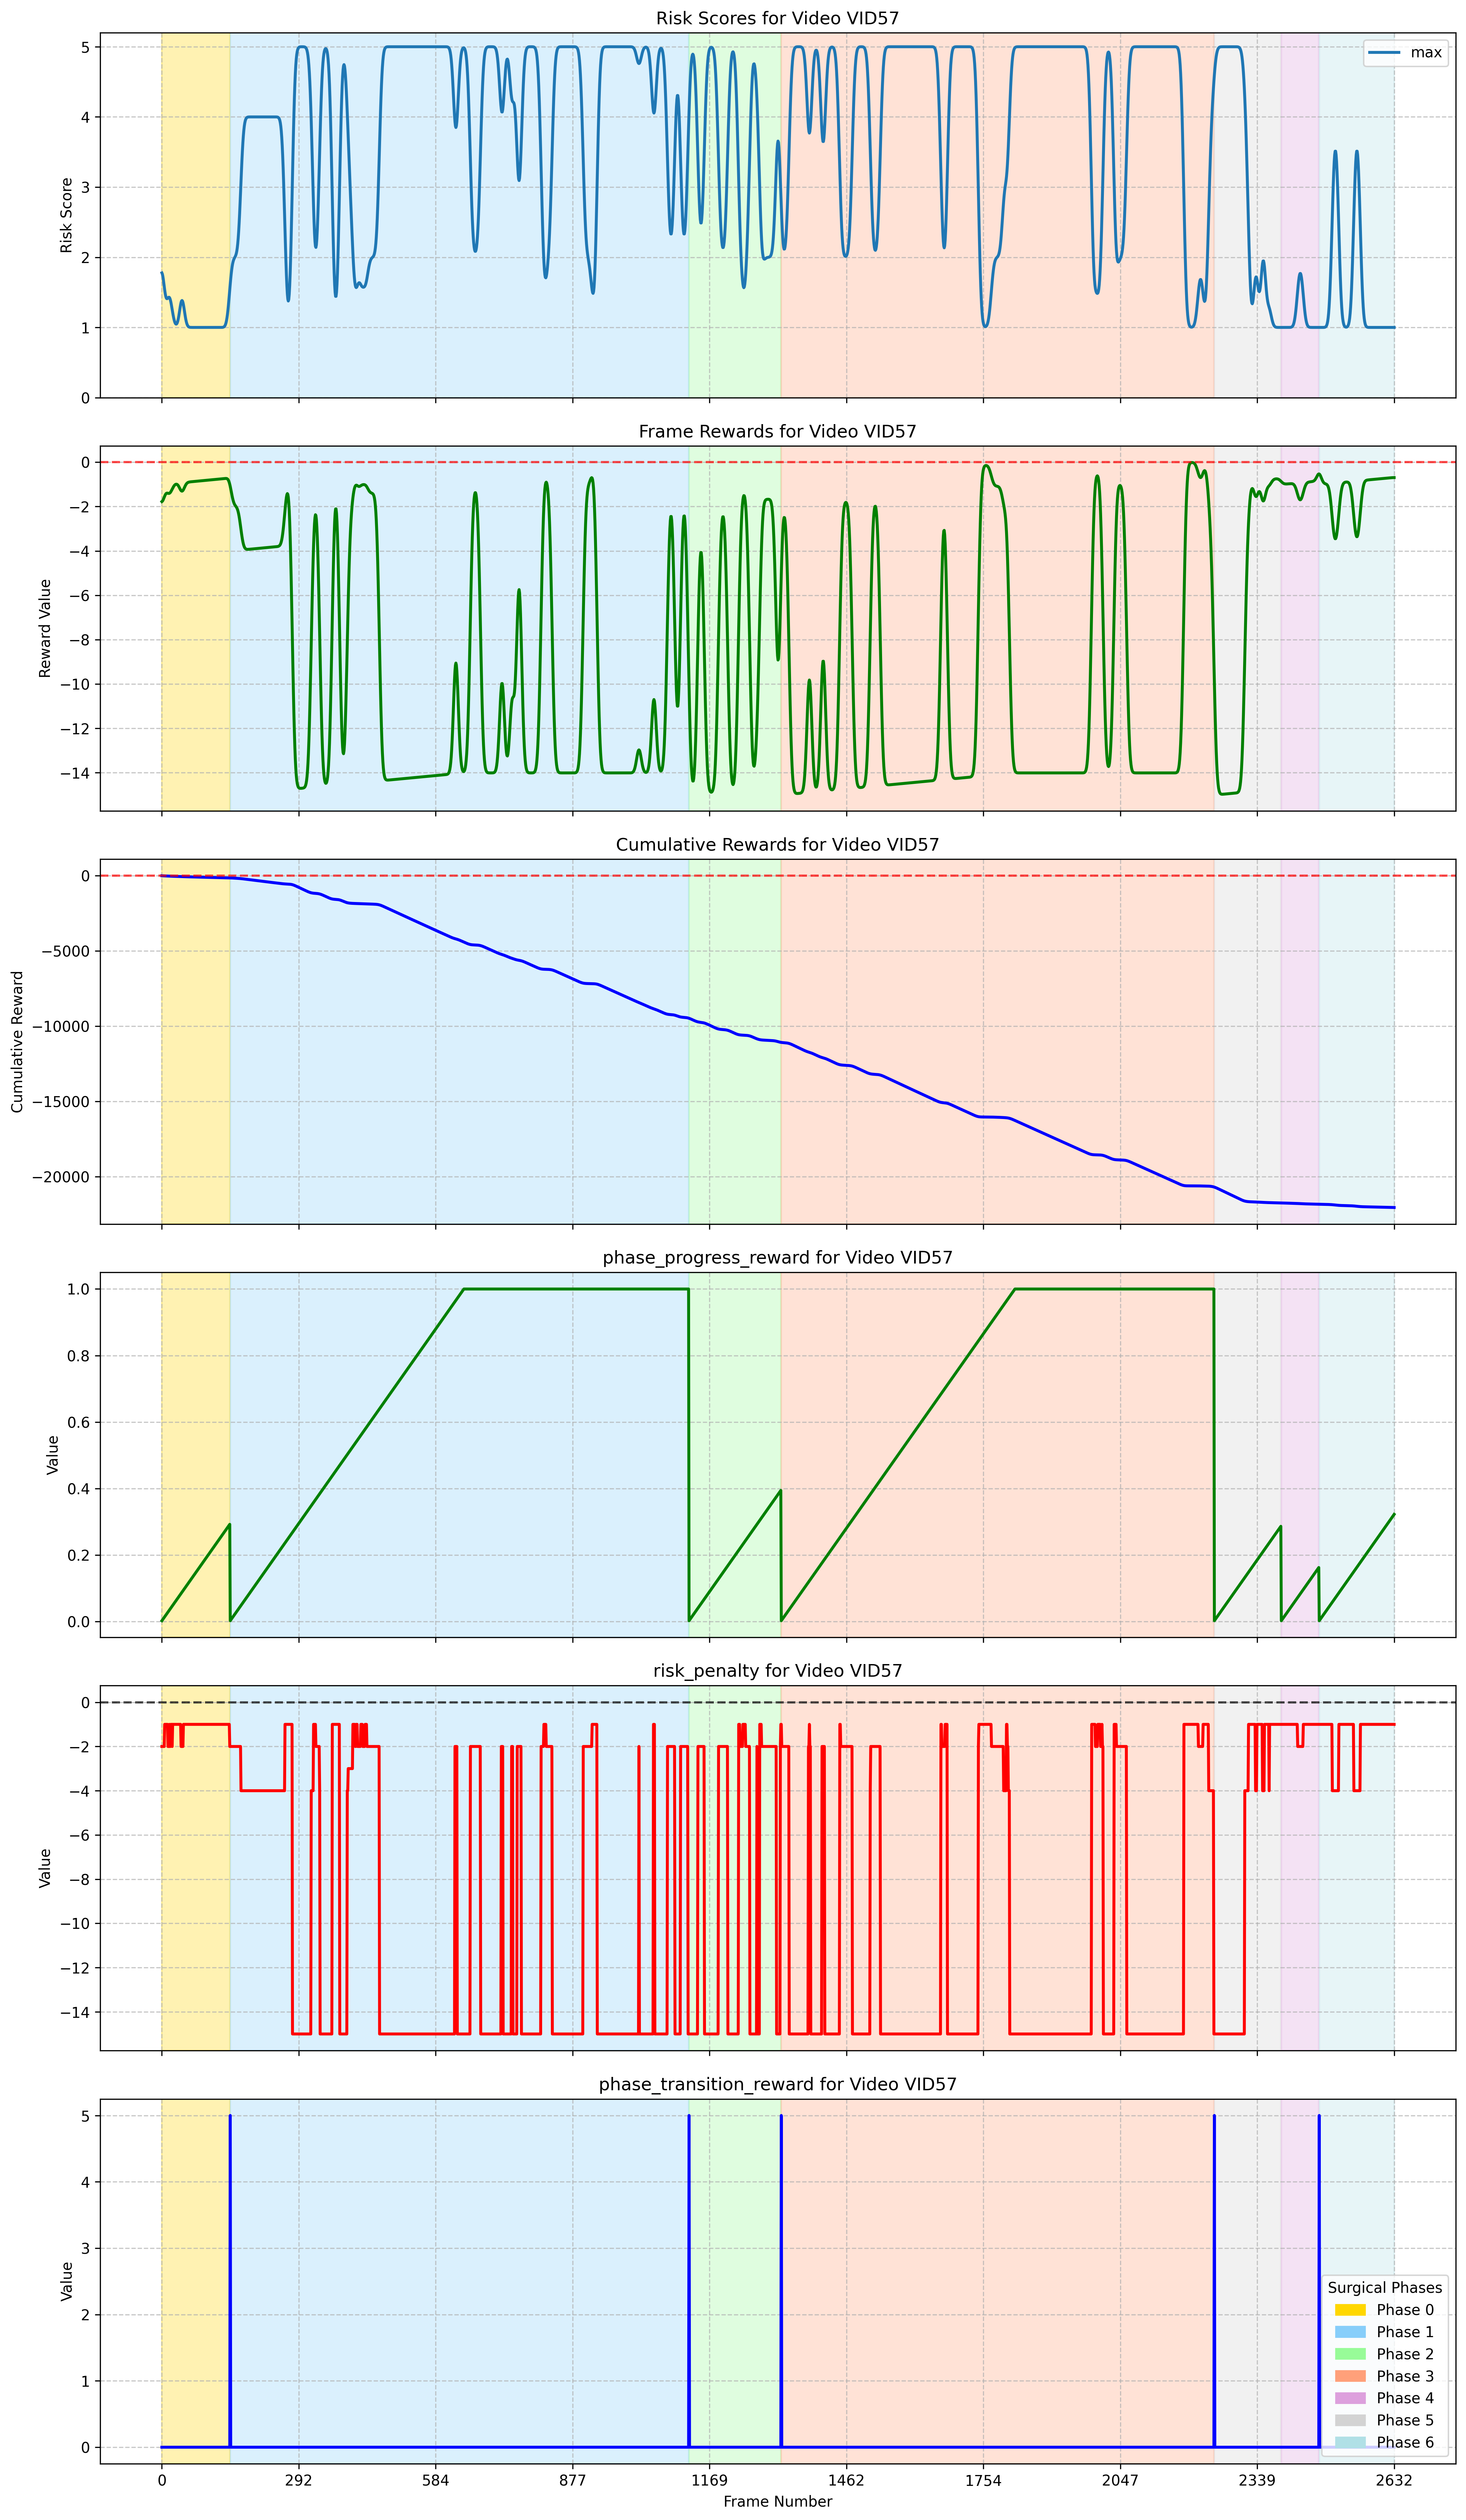 Risk Scores for Video VID57
max
5
4
3
2
1
0
Risk Score
Frame Rewards for Video VID57
0
−2
−4
−6
−8
−10
−12
−14
Reward Value
Cumulative Rewards for Video VID57
0
−5000
−10000
−15000
−20000
Cumulative Reward
phase_progress_reward for Video VID57
1.0
0.8
0.6
0.4
0.2
0.0
Value
risk_penalty for Video VID57
0
−2
−4
−6
−8
−10
−12
−14
Value
phase_transition_reward for Video VID57
5
4
3
2
1
0
Value
Surgical Phases
Phase 0
Phase 1
Phase 2
Phase 3
Phase 4
Phase 5
Phase 6
0 292 584 877 1169 1462 1754 2047 2339 2632
Frame Number